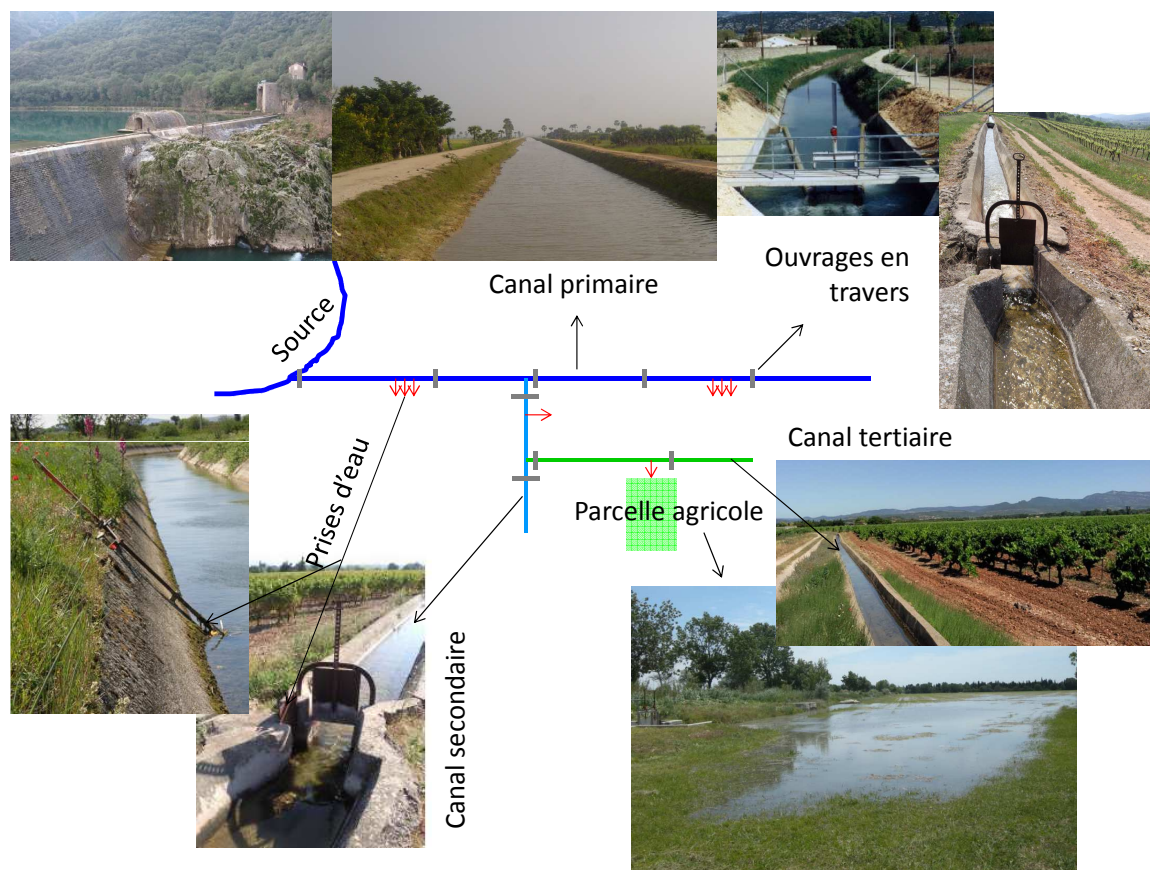 Canal primaire
Ouvrages en
travers
Source
Canal tertiaire
Prises d'eau
Parcelle agricole
Canal secondaire